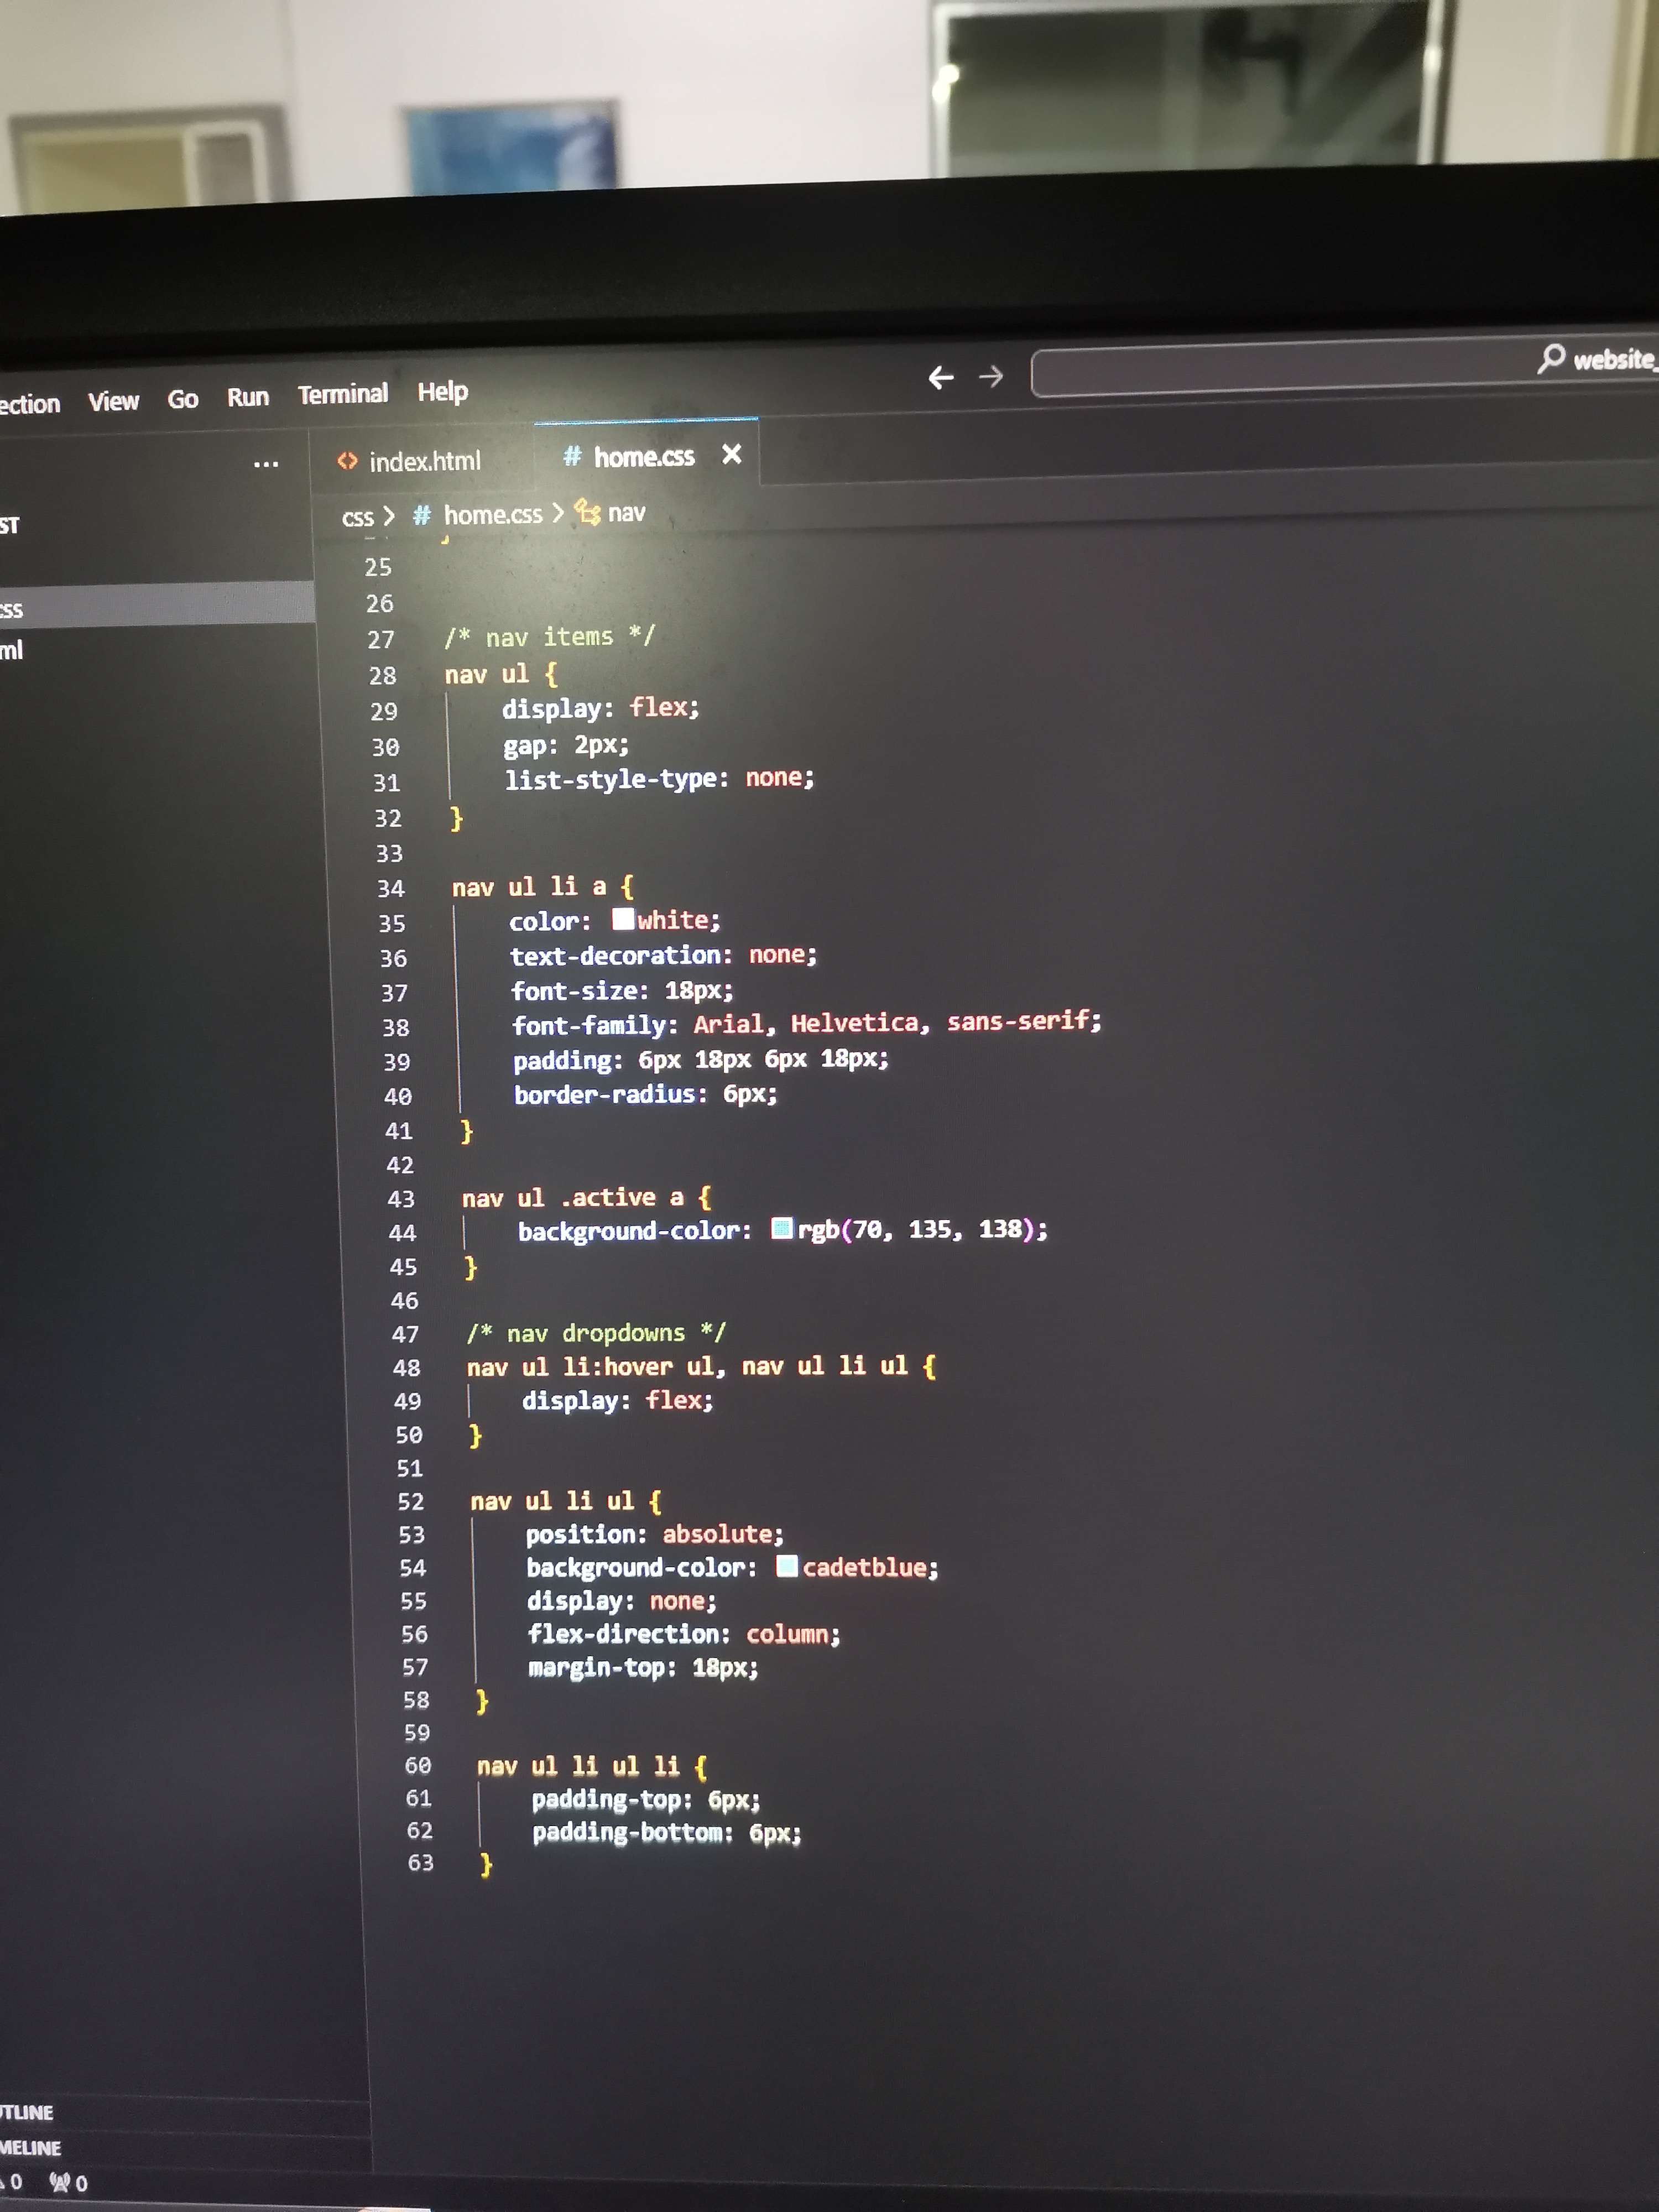 View Go Run Terminal Help
website_
... index.html # home.css
css > # home.css > nav
25
26
27 /* nav items */
28 nav ul {
29 display: flex;
30 gap: 2px;
31 list-style-type: none;
32 }
33
34 nav ul li a {
35 color: white;
36 text-decoration: none;
37 font-size: 18px;
38 font-family: Arial, Helvetica, sans-serif;
39 padding: 6px 18px 6px 18px;
40 border-radius: 6px;
41 }
42
43 nav ul .active a {
44 background-color: rgb(70, 135, 138);
45 }
46
47 /* nav dropdowns */
48 nav ul li:hover ul, nav ul li ul {
49 display: flex;
50 }
51
52 nav ul li ul {
53 position: absolute;
54 background-color: cadetblue;
55 display: none;
56 flex-direction: column;
57 margin-top: 18px;
58 }
59
60 nav ul li ul li {
61 padding-top: 6px;
62 padding-bottom: 6px;
63 }
ection
ST
css
ml
UTLINE
MELINE
0 0